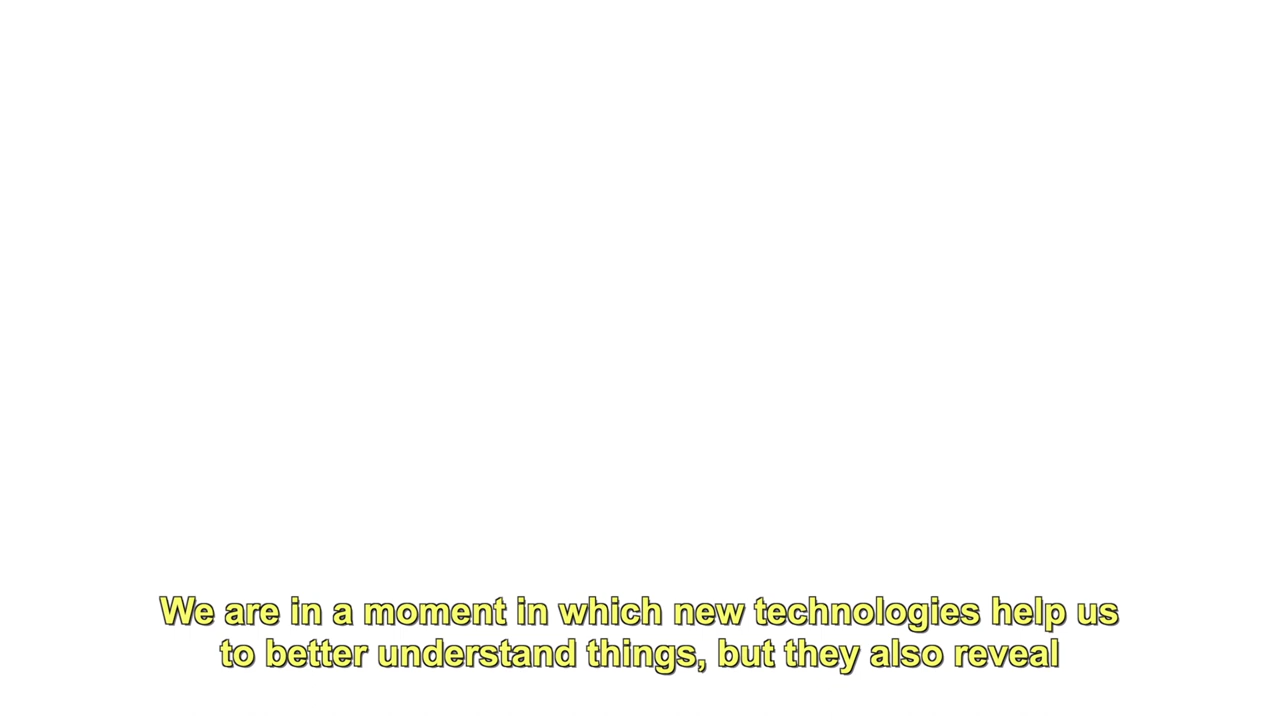 We are in a moment in which new technologies help us
to better understand things, but they also reveal